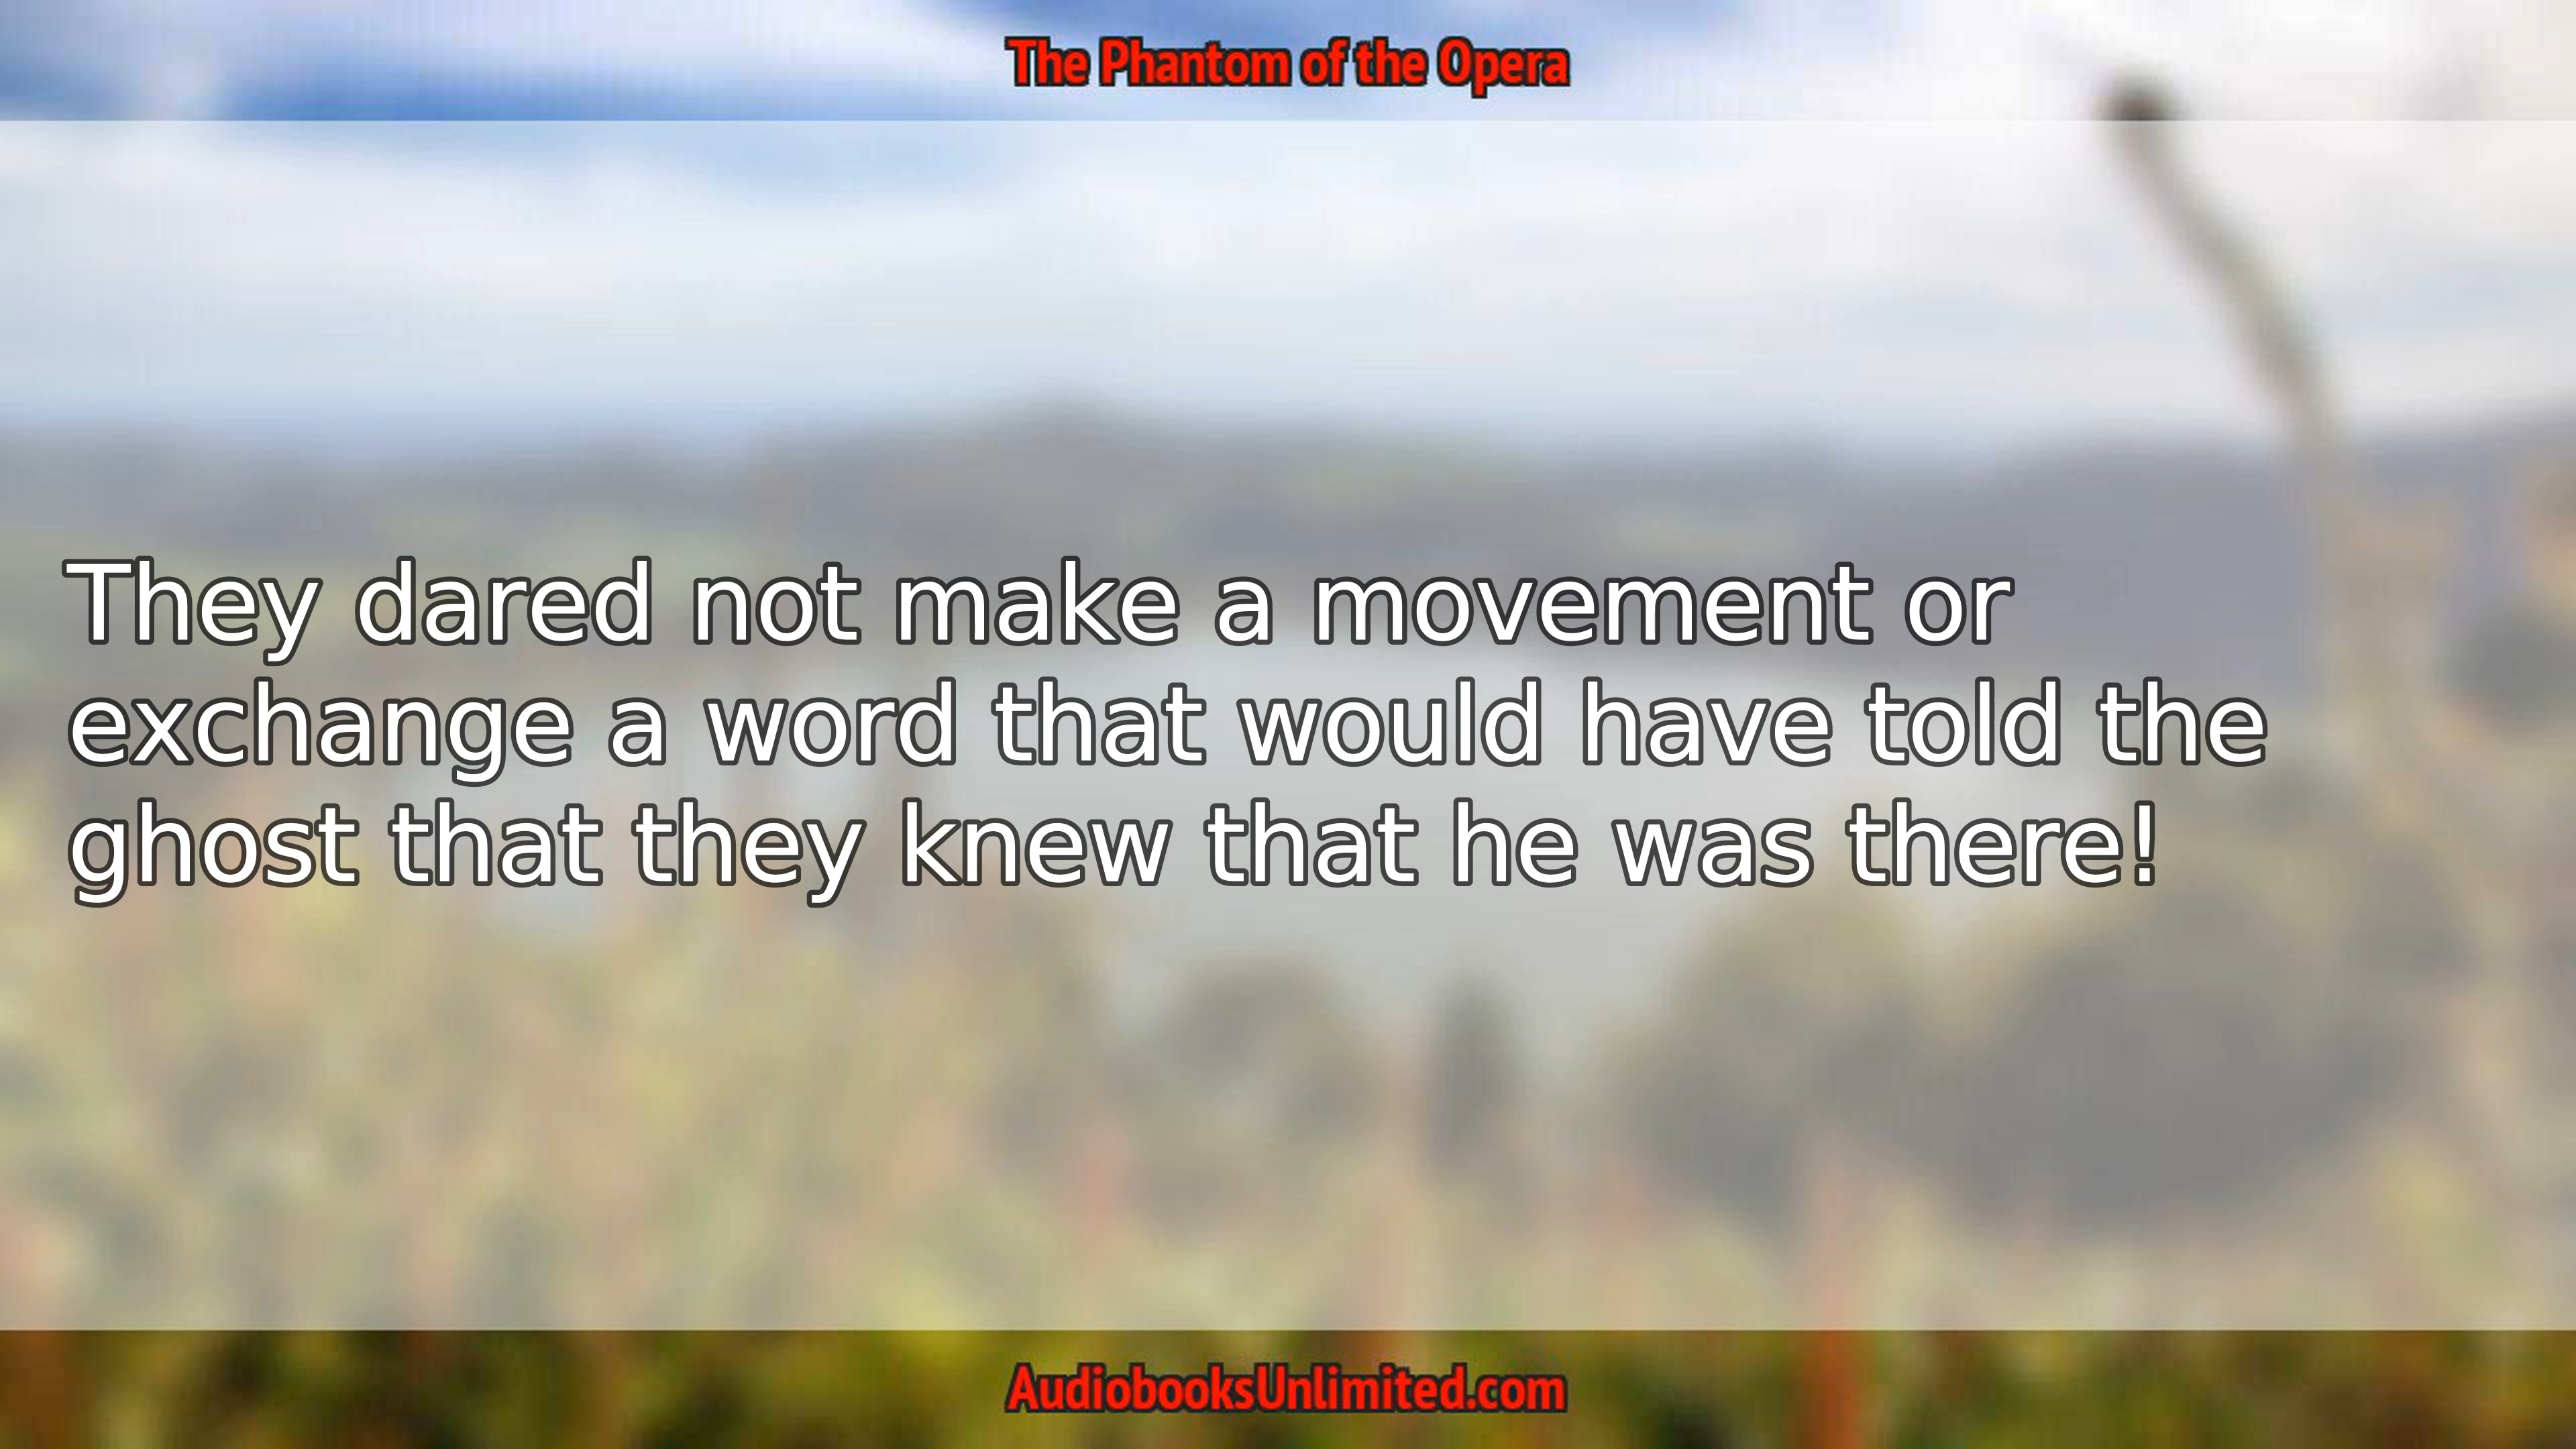 The Phantom of the Opera
They dared not make a movement or
exchange a word that would have told the
ghost that they knew that he was there!
AudiobooksUnlimited.com